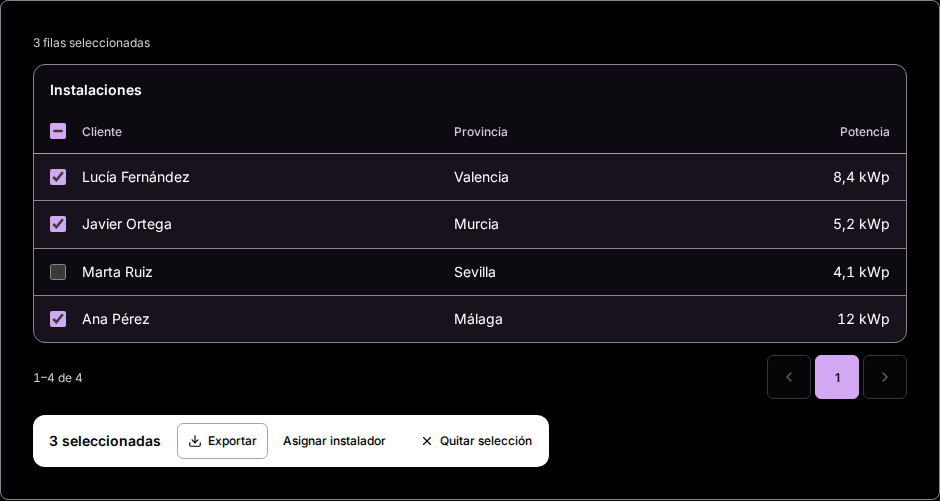 3 filas seleccionadas
Instalaciones
Cliente Provincia Potencia
Lucía Fernández Valencia 8,4 kWp
Javier Ortega Murcia 5,2 kWp
Marta Ruiz Sevilla 4,1 kWp
Ana Pérez Málaga 12 kWp
1–4 de 4 1
3 seleccionadas Exportar Asignar instalador Quitar selección